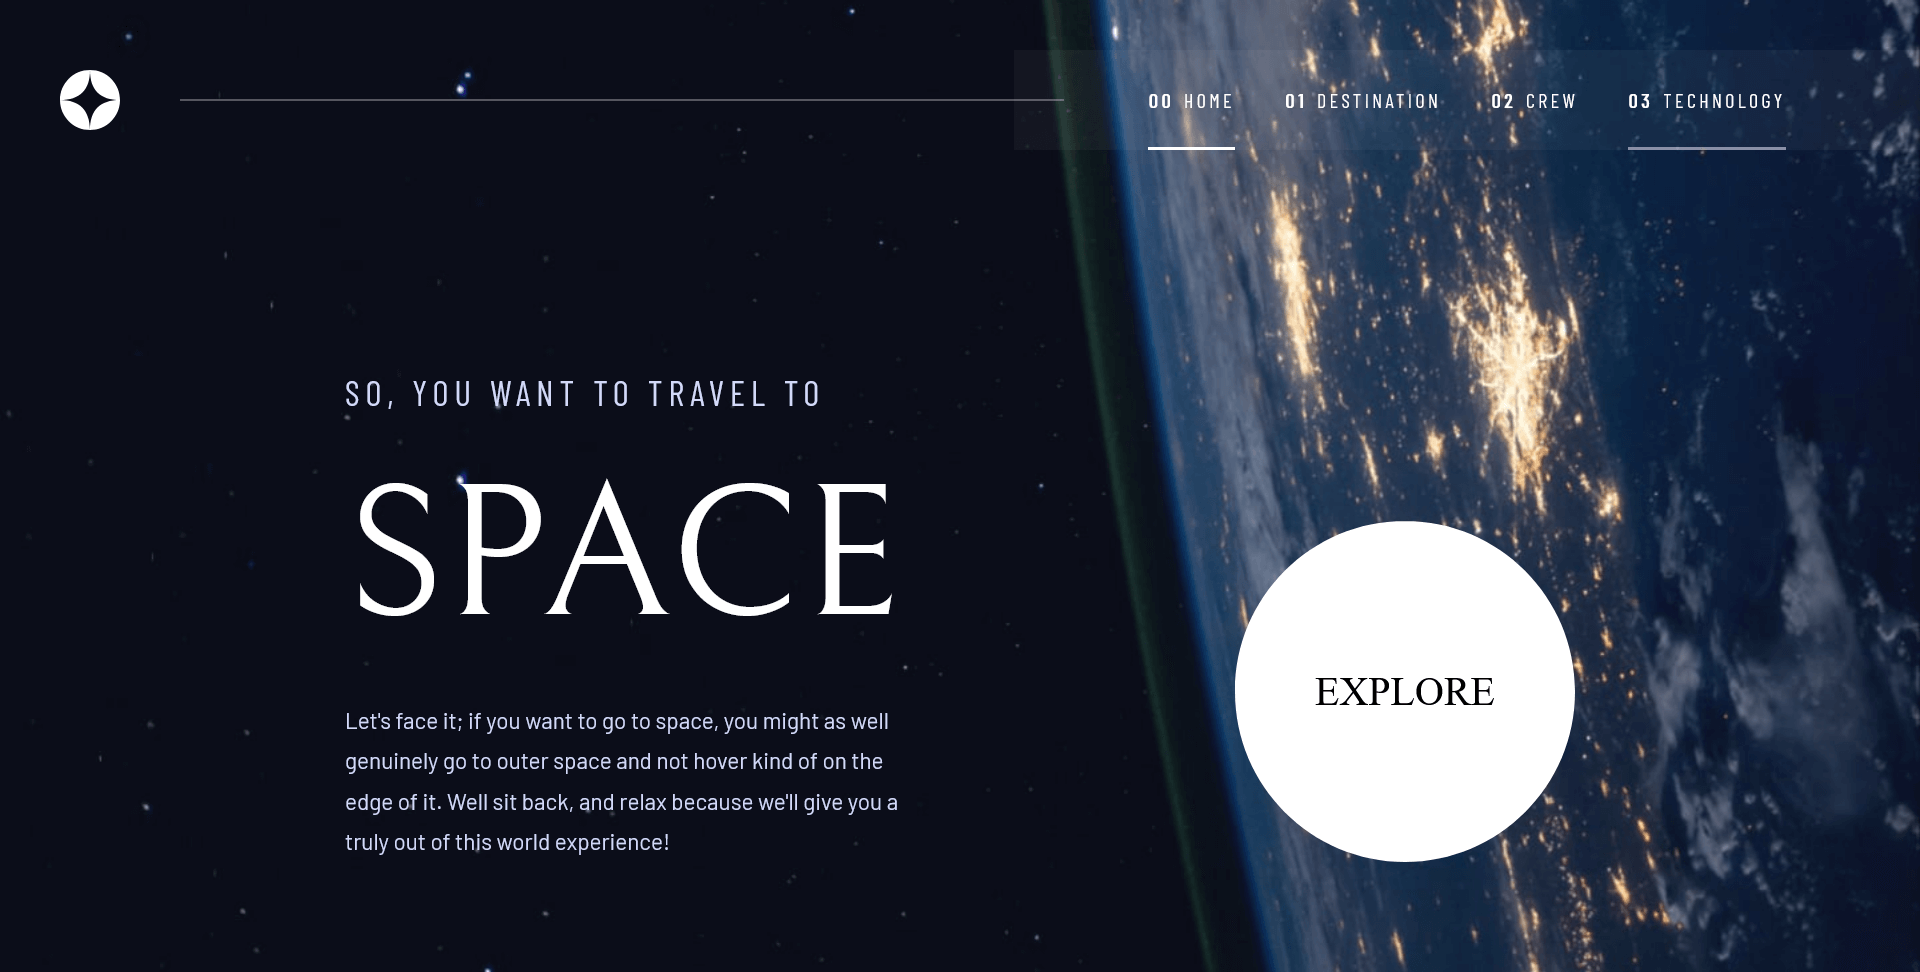 00 HOME 01 DESTINATION 02 CREW 03 TECHNOLOGY
SO, YOU WANT TO TRAVEL TO
SPACE
Let's face it; if you want to go to space, you might as well
genuinely go to outer space and not hover kind of on the
edge of it. Well sit back, and relax because we'll give you a
truly out of this world experience!
EXPLORE